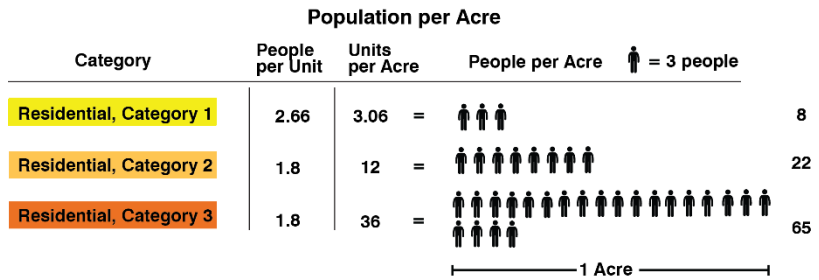 Population per Acre
Category People per Unit Units per Acre People per Acre = 3 people
Residential, Category 1 2.66 3.06 = 8
Residential, Category 2 1.8 12 = 22
Residential, Category 3 1.8 36 = 65
1 Acre